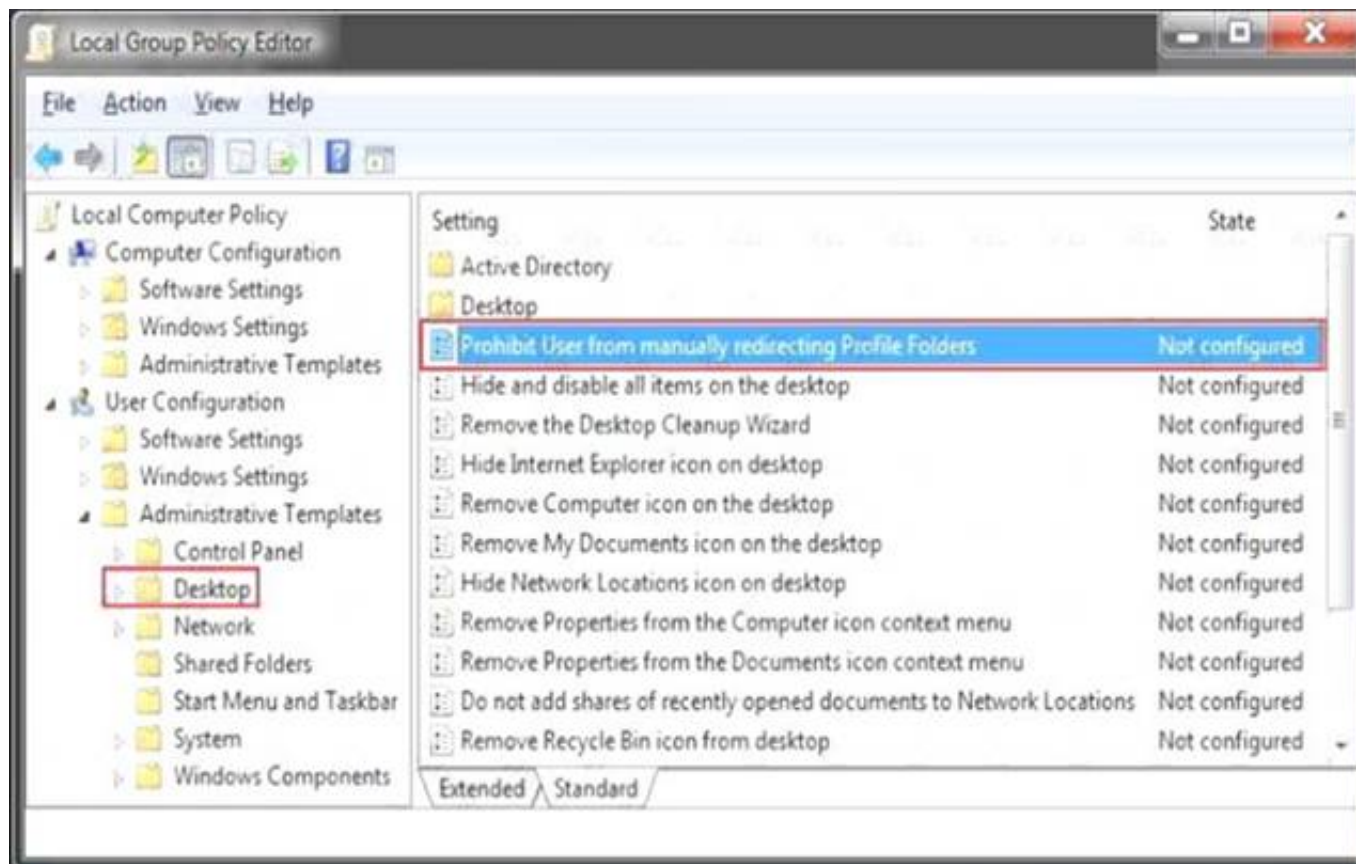 Local Group Policy Editor
File Action View Help
Local Computer Policy
Computer Configuration
Software Settings
Windows Settings
Administrative Templates
User Configuration
Software Settings
Windows Settings
Administrative Templates
Control Panel
Desktop
Network
Shared Folders
Start Menu and Taskbar
System
Windows Components
Setting State
Active Directory
Desktop
Prohibit User from manually redirecting Profile Folders Not configured
Hide and disable all items on the desktop Not configured
Remove the Desktop Cleanup Wizard Not configured
Hide Internet Explorer icon on desktop Not configured
Remove Computer icon on the desktop Not configured
Remove My Documents icon on the desktop Not configured
Hide Network Locations icon on desktop Not configured
Remove Properties from the Computer icon context menu Not configured
Remove Properties from the Documents icon context menu Not configured
Do not add shares of recently opened documents to Network Locations Not configured
Remove Recycle Bin icon from desktop Not configured
Extended Standard